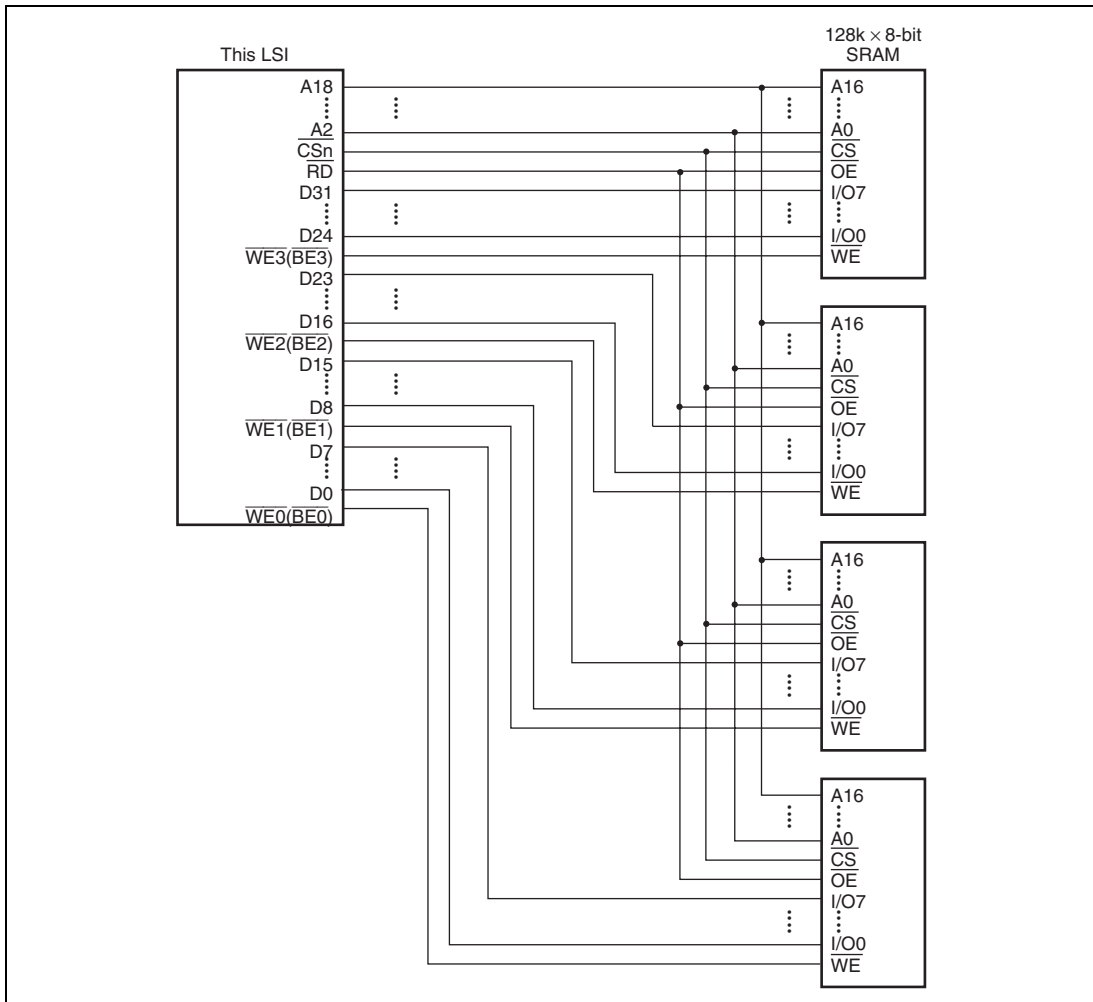 This LSI
A18
A2
CSn
RD
D31
D24
WE3(BE3)
D23
D16
WE2(BE2)
D15
D8
WE1(BE1)
D7
D0
WE0(BE0)
128k × 8-bit
SRAM
A16
A0
CS
OE
I/O7
I/O0
WE
A16
A0
CS
OE
I/O7
I/O0
WE
A16
A0
CS
OE
I/O7
I/O0
WE
A16
A0
CS
OE
I/O7
I/O0
WE